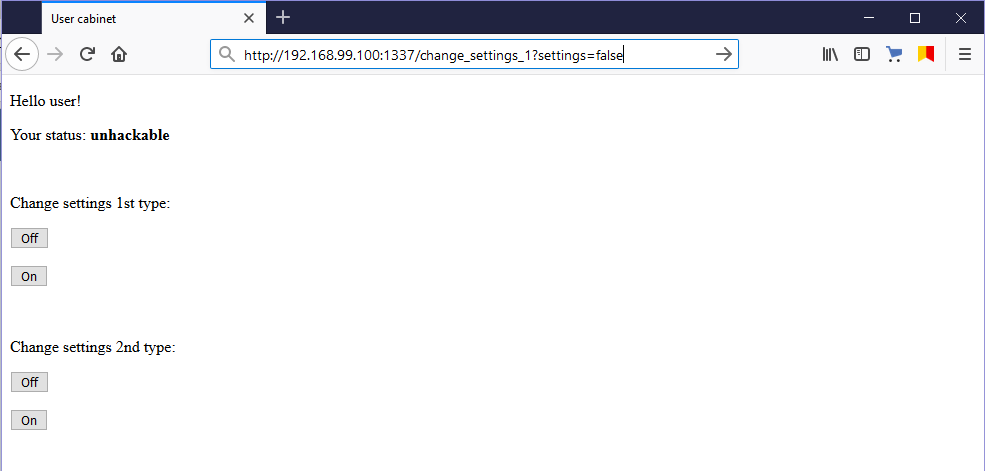 User cabinet
http://192.168.99.100:1337/change_settings_1?settings=false
Hello user!
Your status: unhackable
Change settings 1st type:
Off
On
Change settings 2nd type:
Off
On